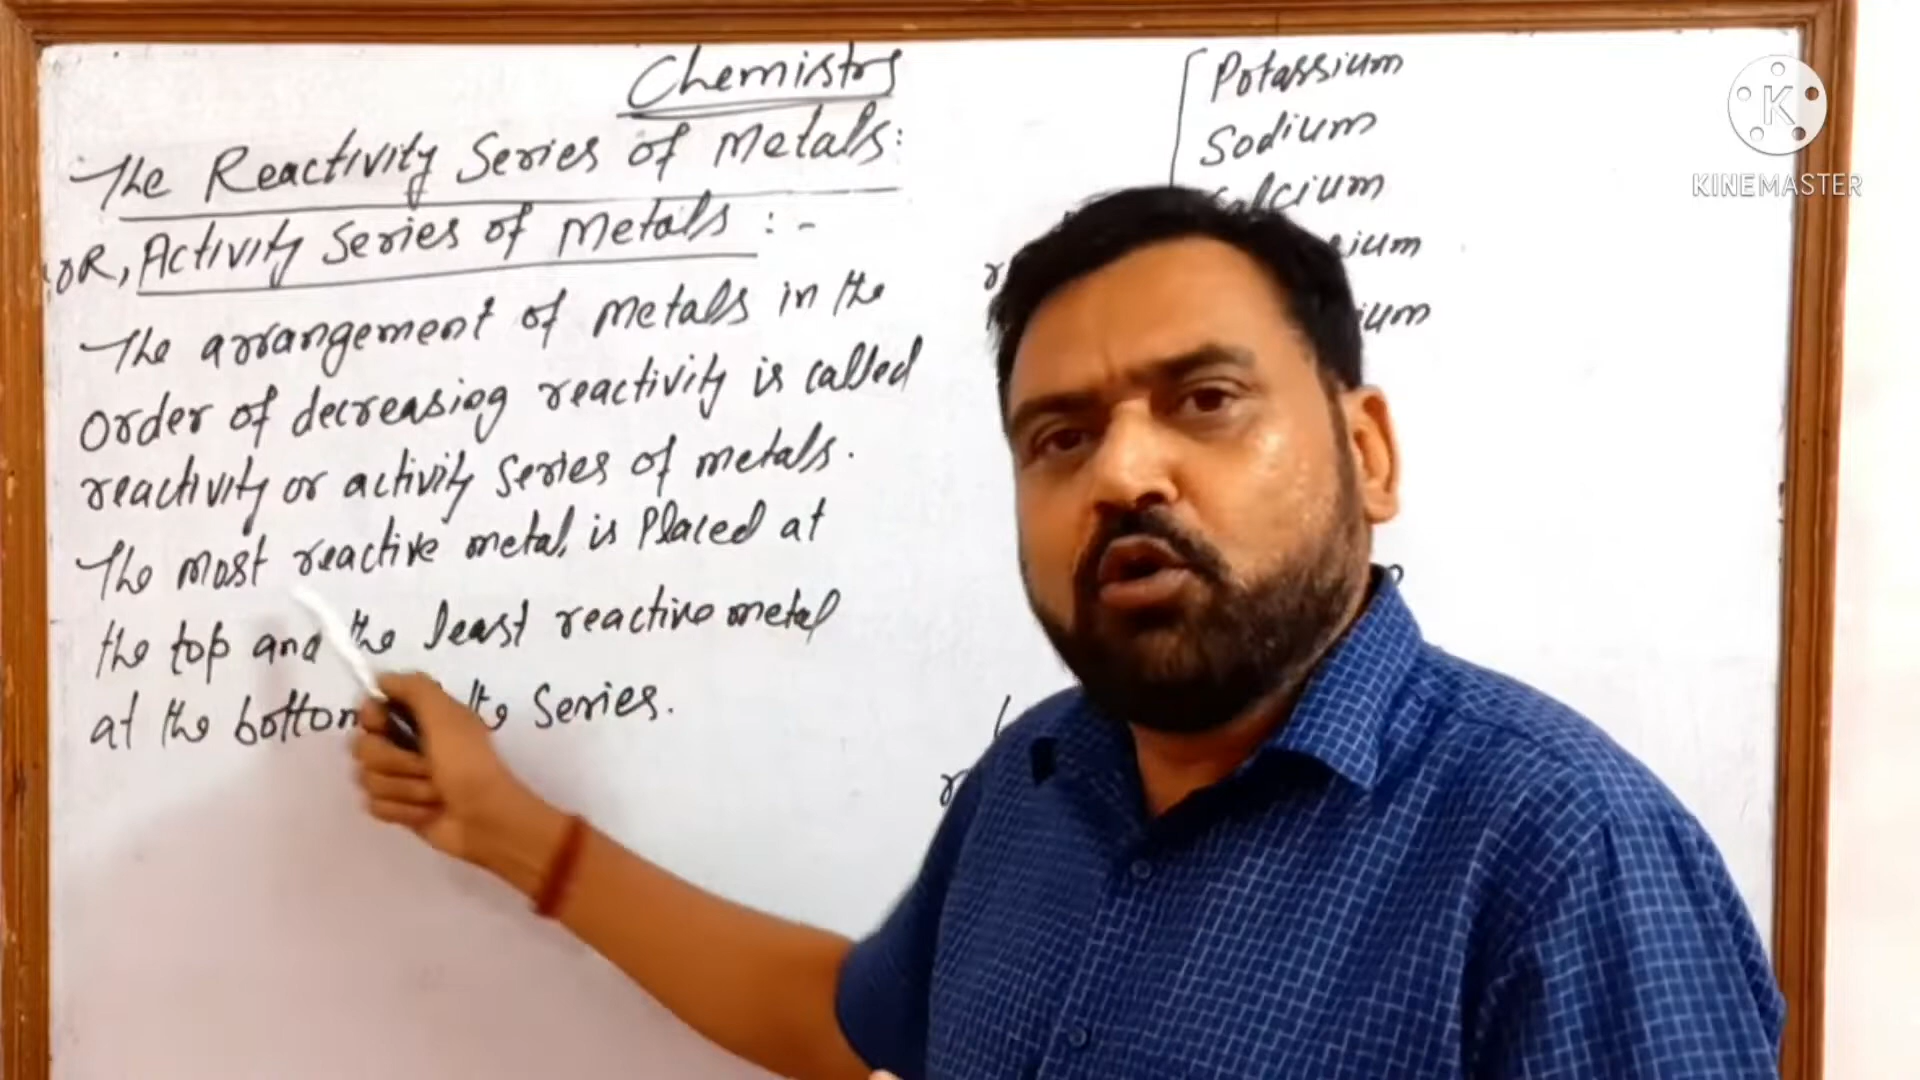 Chemistry
The Reactivity Series of Metals:
OR, Activity Series of Metals :-
The arrangement of metals in the
order of decreasing reactivity is called
reactivity or activity series of metals.
The most reactive metal is placed at
the top and the least reactive metal
at the bottom the series.
Potassium
Sodium
Calcium
KINEMASTER